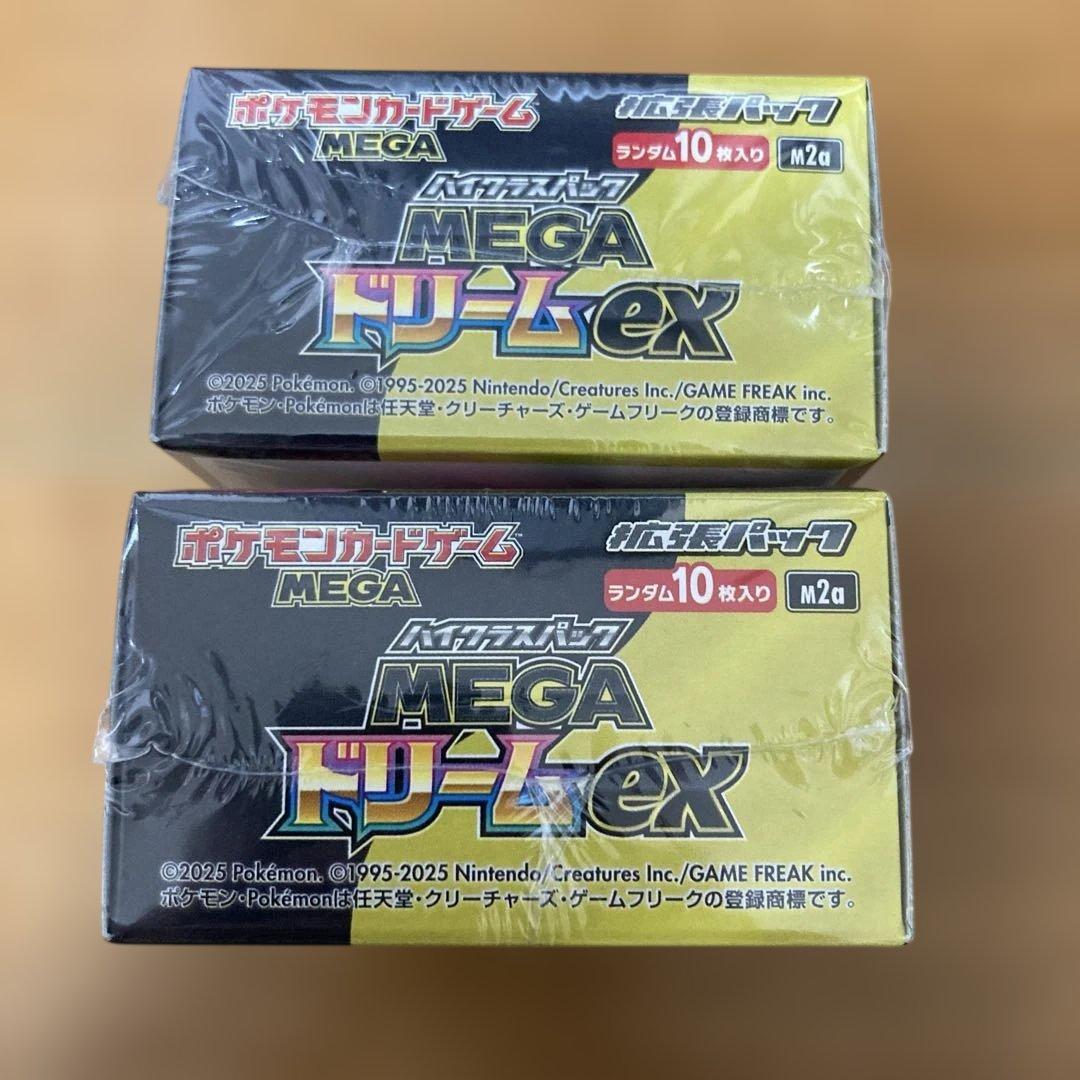 ポケモンカードゲーム
MEGA
拡張パック
ランダム10枚入り M2a
ハイクラスパック
MEGA
ドリームex
©2025 Pokémon. ©1995-2025 Nintendo/Creatures Inc./GAME FREAK inc.
ポケモン・Pokémonは任天堂・クリーチャーズ・ゲームフリークの登録商標です。
ポケモンカードゲーム
MEGA
拡張パック
ランダム10枚入り M2a
ハイクラスパック
MEGA
ドリームex
©2025 Pokémon. ©1995-2025 Nintendo/Creatures Inc./GAME FREAK inc.
ポケモン・Pokémonは任天堂・クリーチャーズ・ゲームフリークの登録商標です。